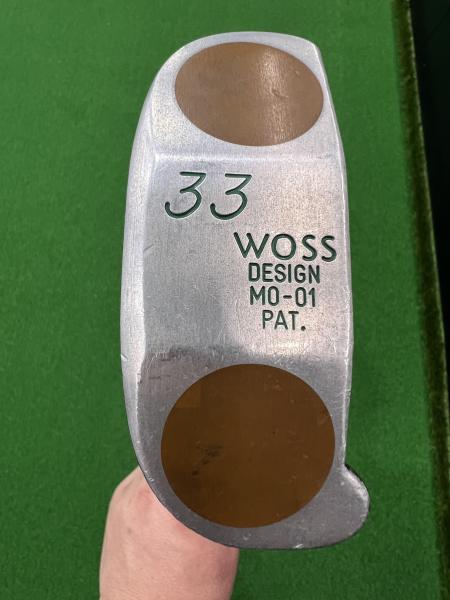 33
WOSS
DESIGN
MO-01
PAT.